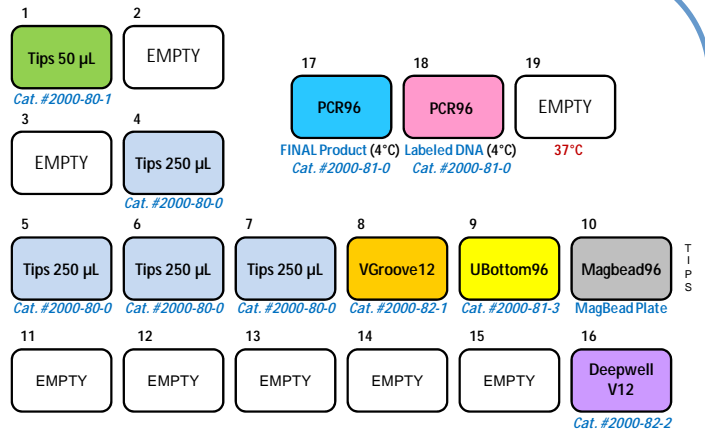 1
2
Tips 50 µL
EMPTY
Cat. #2000-80-1
17
18
19
PCR96
PCR96
EMPTY
FINAL Product (4°C)
Labeled DNA (4°C)
37°C
Cat. #2000-81-0
Cat. #2000-81-0
3
4
EMPTY
Tips 250 µL
Cat. #2000-80-0
5
6
7
8
9
10
Tips 250 µL
Tips 250 µL
Tips 250 µL
VGroove12
UBottom96
Magbead96
TIPS
Cat. #2000-80-0
Cat. #2000-80-0
Cat. #2000-80-0
Cat. #2000-82-1
Cat. #2000-81-3
MagBead Plate
11
12
13
14
15
16
EMPTY
EMPTY
EMPTY
EMPTY
EMPTY
Deepwell
V12
Cat. #2000-82-2